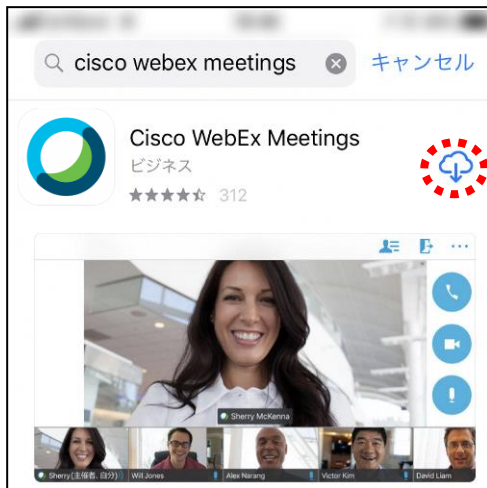 cisco webex meetings キャンセル
Cisco WebEx Meetings
ビジネス
312
Sherry McKenna
Sherry(主催者, 自分) Will Jones Alex Narang Victor Kim David Liam